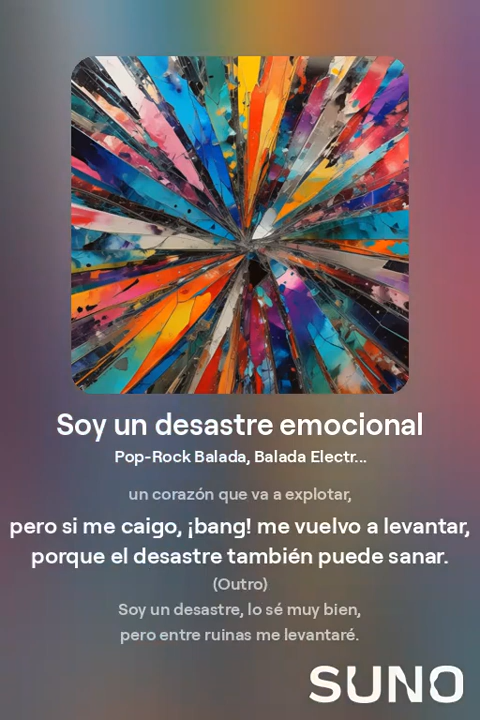 Soy un desastre emocional
Pop-Rock Balada, Balada Electr...
un corazón que va a explotar,
pero si me caigo, ¡bang! me vuelvo a levantar,
porque el desastre también puede sanar.
(Outro)
Soy un desastre, lo sé muy bien,
pero entre ruinas me levantaré.
SUNO